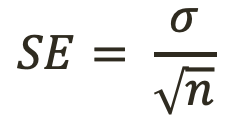 SE = σ / √n